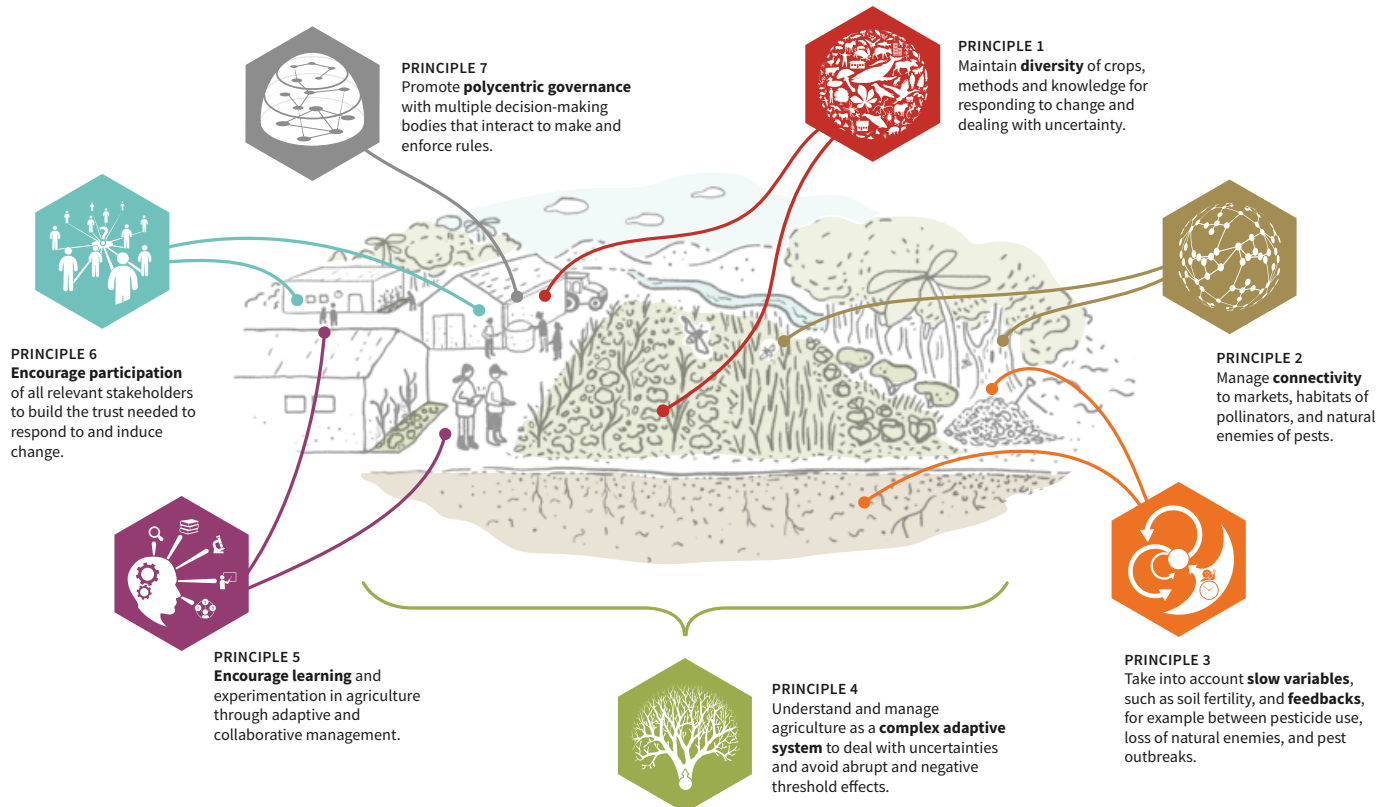 PRINCIPLE 1
Maintain diversity of crops,
methods and knowledge for
responding to change and
dealing with uncertainty.
PRINCIPLE 2
Manage connectivity
to markets, habitats of
pollinators, and natural
enemies of pests.
PRINCIPLE 3
Take into account slow variables,
such as soil fertility, and feedbacks,
for example between pesticide use,
loss of natural enemies, and pest
outbreaks.
PRINCIPLE 4
Understand and manage
agriculture as a complex adaptive
system to deal with uncertainties
and avoid abrupt and negative
threshold effects.
PRINCIPLE 5
Encourage learning and
experimentation in agriculture
through adaptive and
collaborative management.
PRINCIPLE 6
Encourage participation
of all relevant stakeholders
to build the trust needed to
respond to and induce
change.
PRINCIPLE 7
Promote polycentric governance
with multiple decision-making
bodies that interact to make and
enforce rules.
?